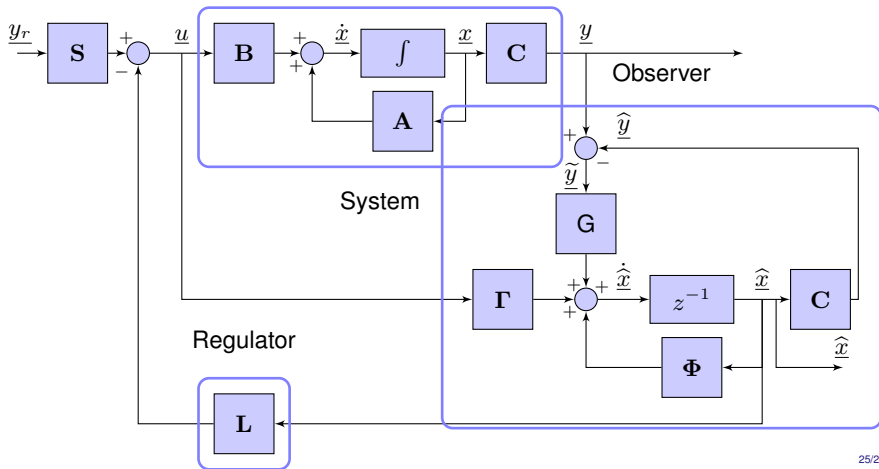 y_r
S
+
−
u
B
+
+
ẋ
∫
x
C
y
A
Observer
ŷ
+
−
ỹ
System
G
Γ
+
+
+
x̂̇
z⁻¹
x̂
C
Φ
x̂
Regulator
L
25/2